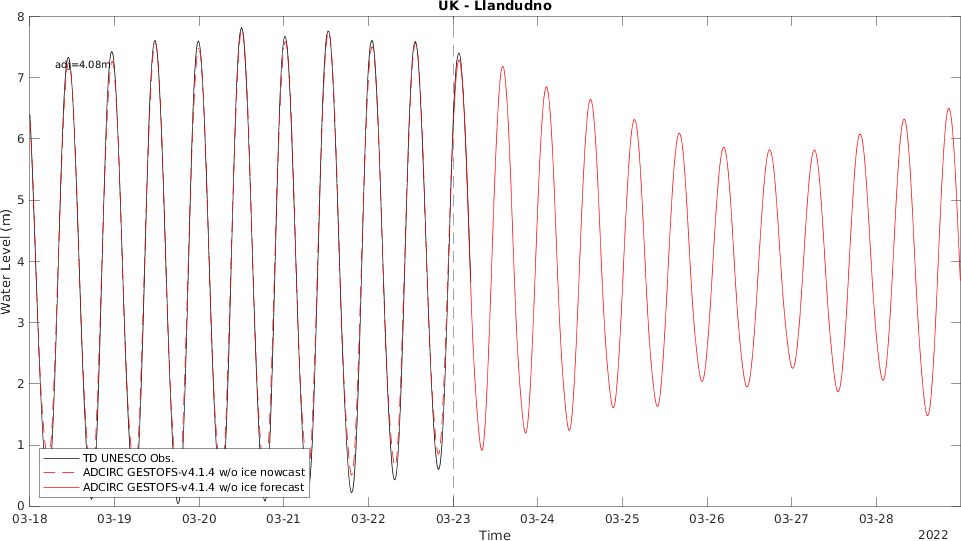 UK - Llandudno
8
7
6
5
4
3
2
1
0
Water Level (m)
adj=4.08m
TD UNESCO Obs.
ADCIRC GESTOFS-v4.1.4 w/o ice nowcast
ADCIRC GESTOFS-v4.1.4 w/o ice forecast
03-18 03-19 03-20 03-21 03-22 03-23 03-24 03-25 03-26 03-27 03-28
Time
2022